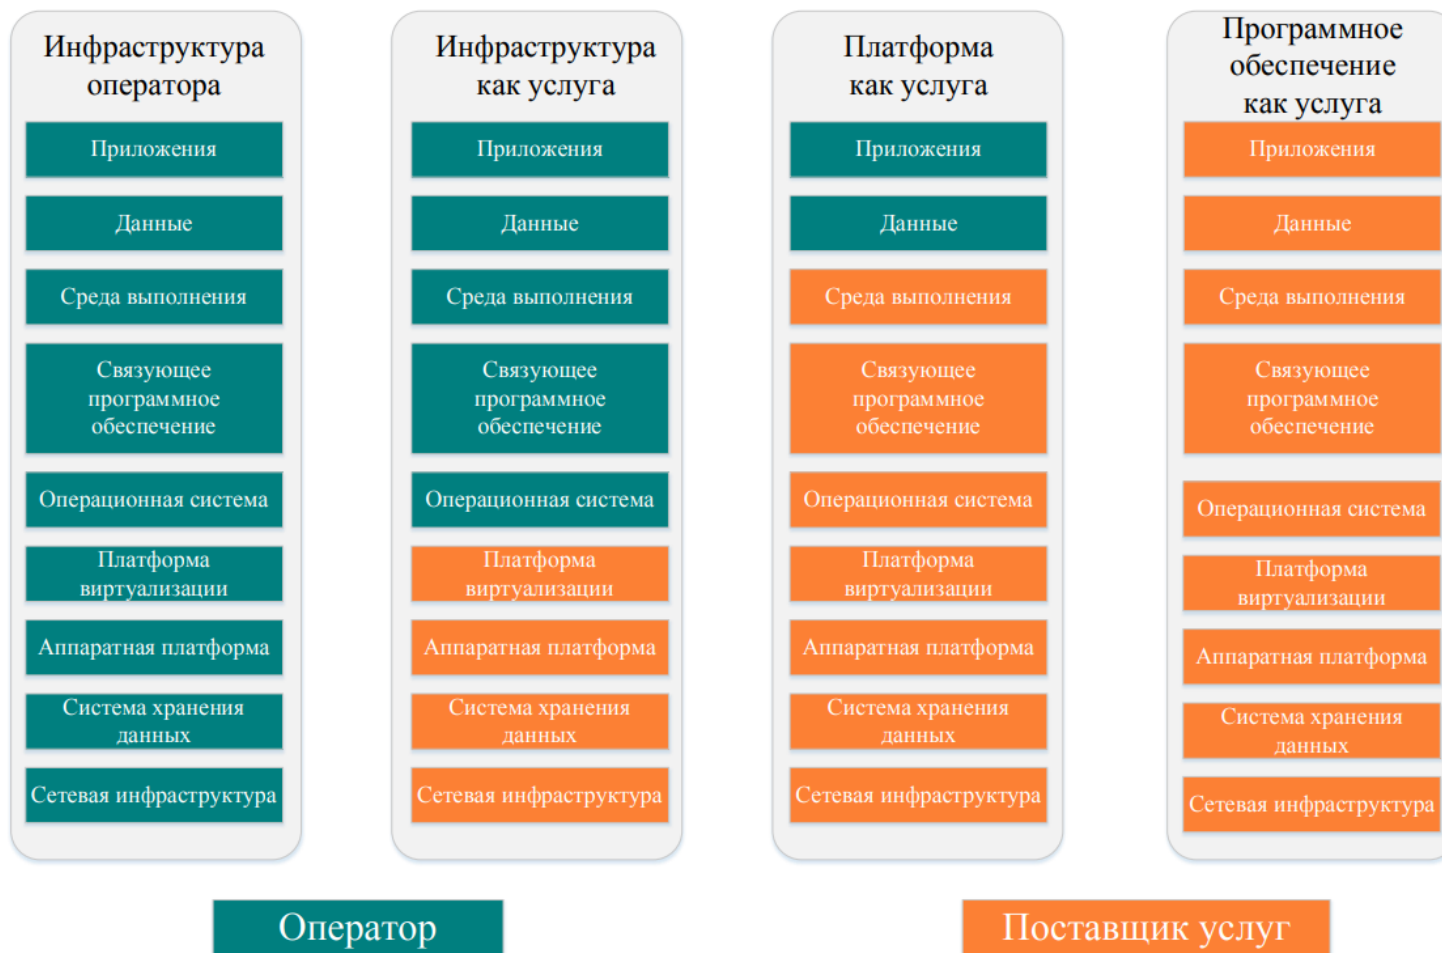 Инфраструктура
оператора
Приложения
Данные
Среда выполнения
Связующее
программное
обеспечение
Операционная система
Платформа
виртуализации
Аппаратная платформа
Система хранения
данных
Сетевая инфраструктура
Инфраструктура
как услуга
Приложения
Данные
Среда выполнения
Связующее
программное
обеспечение
Операционная система
Платформа
виртуализации
Аппаратная платформа
Система хранения
данных
Сетевая инфраструктура
Платформа
как услуга
Приложения
Данные
Среда выполнения
Связующее
программное
обеспечение
Операционная система
Платформа
виртуализации
Аппаратная платформа
Система хранения
данных
Сетевая инфраструктура
Программное
обеспечение
как услуга
Приложения
Данные
Среда выполнения
Связующее
программное
обеспечение
Операционная система
Платформа
виртуализации
Аппаратная платформа
Система хранения
данных
Сетевая инфраструктура
Оператор
Поставщик услуг